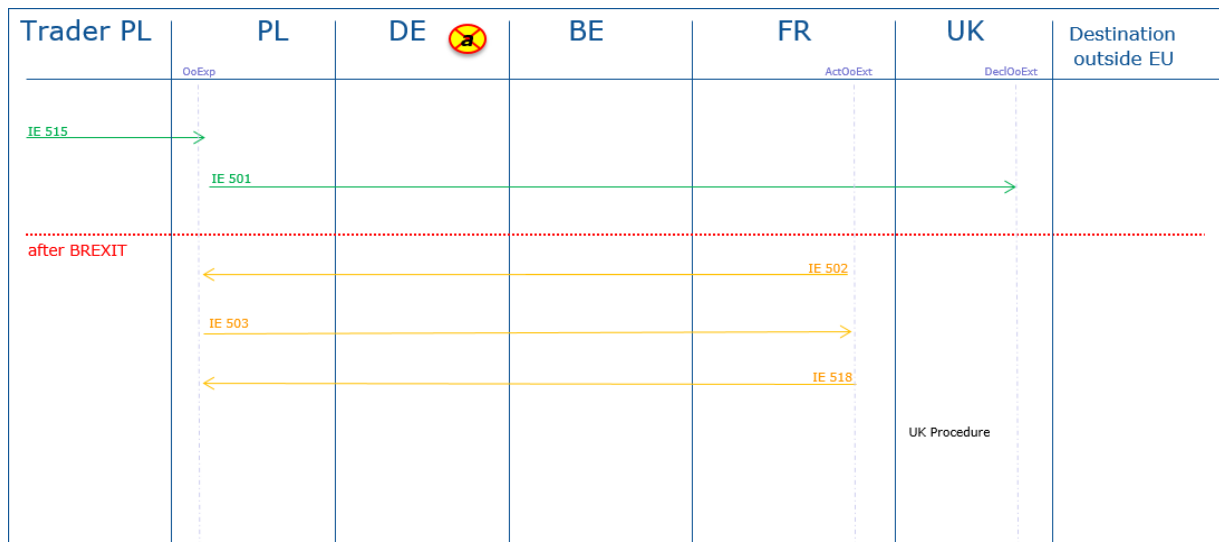 Trader PL
PL
DE
a
BE
FR
UK
Destination
outside EU
OoExp
ActOoExt
DeclOoExt
IE 515
IE 501
after BREXIT
IE 502
IE 503
IE 518
UK Procedure